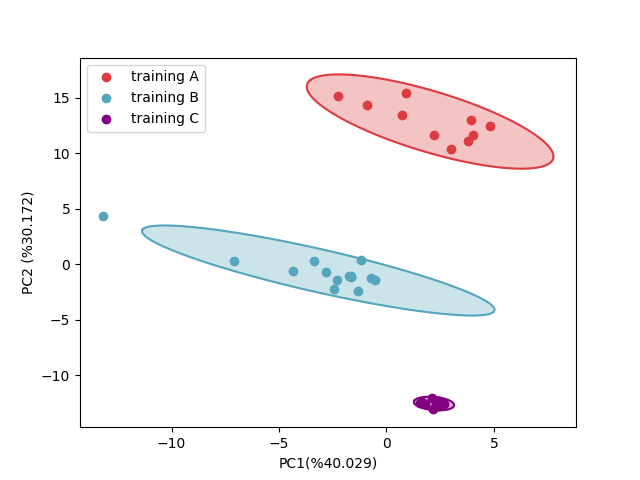 training A
training B
training C
15
10
5
0
−5
−10
PC2 (%30.172)
−10
−5
0
5
PC1(%40.029)